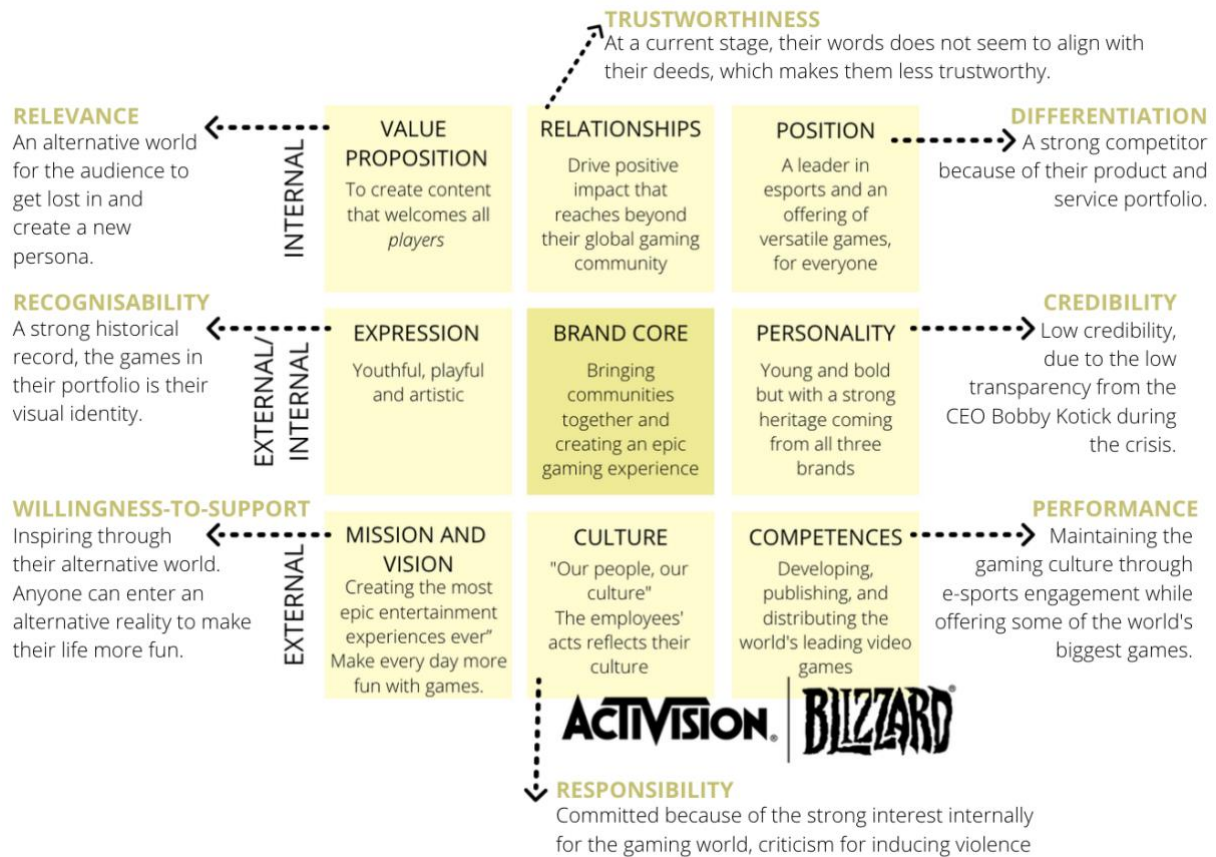 TRUSTWORTHINESS
At a current stage, their words does not seem to align with
their deeds, which makes them less trustworthy.
RELEVANCE
An alternative world
for the audience to
get lost in and
create a new
persona.
INTERNAL
VALUE
PROPOSITION
To create content
that welcomes all
players
RELATIONSHIPS
Drive positive
impact that
reaches beyond
their global gaming
community
POSITION
A leader in
esports and an
offering of
versatile games,
for everyone
DIFFERENTIATION
A strong competitor
because of their product and
service portfolio.
RECOGNISABILITY
A strong historical
record, the games in
their portfolio is their
visual identity.
EXTERNAL/
INTERNAL
EXPRESSION
Youthful, playful
and artistic
BRAND CORE
Bringing
communities
together and
creating an epic
gaming experience
PERSONALITY
Young and bold
but with a strong
heritage coming
from all three
brands
CREDIBILITY
Low credibility,
due to the low
transparency from the
CEO Bobby Kotick during
the crisis.
WILLINGNESS-TO-SUPPORT
Inspiring through
their alternative world.
Anyone can enter an
alternative reality to make
their life more fun.
EXTERNAL
MISSION AND
VISION
Creating the most
epic entertainment
experiences ever”
Make every day more
fun with games.
CULTURE
"Our people, our
culture"
The employees'
acts reflects their
culture
COMPETENCES
Developing,
publishing, and
distributing the
world's leading video
games
PERFORMANCE
Maintaining the
gaming culture through
e-sports engagement while
offering some of the world's
biggest games.
ACTIVISION® | BLIZZARD®
RESPONSIBILITY
Committed because of the strong interest internally
for the gaming world, criticism for inducing violence